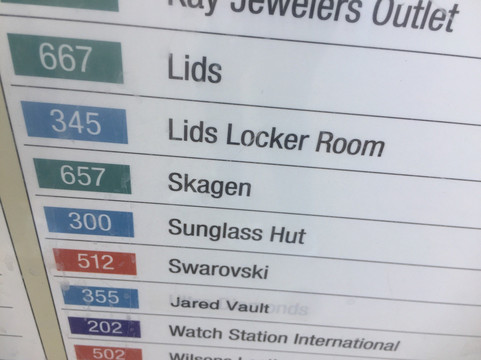 Kay Jewelers Outlet
667 Lids
345 Lids Locker Room
657 Skagen
300 Sunglass Hut
512 Swarovski
355 Jared Vault
202 Watch Station International
502 Wilsons